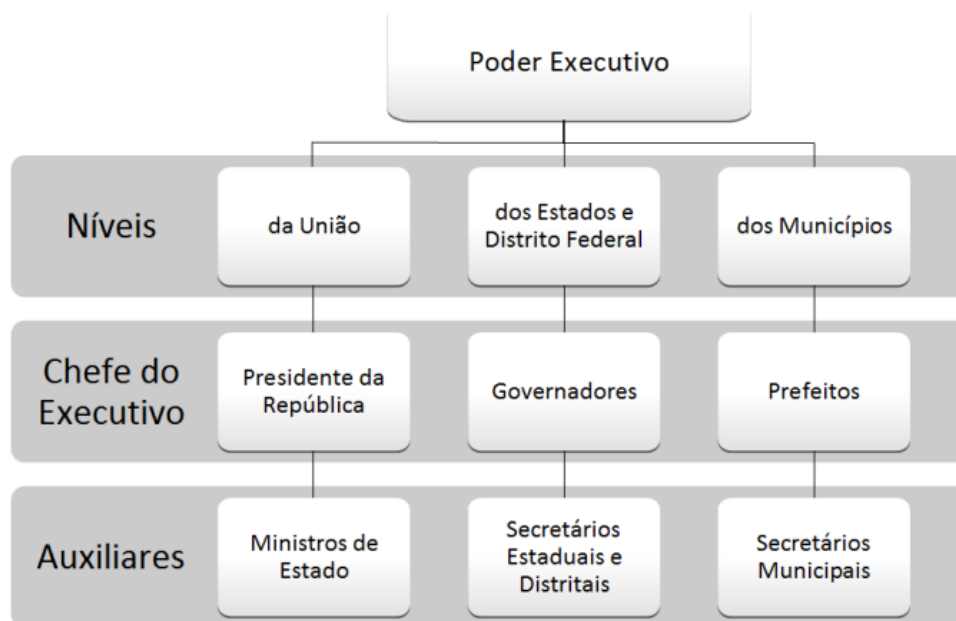 Poder Executivo
Níveis
da União
dos Estados e
Distrito Federal
dos Municípios
Chefe do
Executivo
Presidente da
República
Governadores
Prefeitos
Auxiliares
Ministros de
Estado
Secretários
Estaduais e
Distritais
Secretários
Municipais